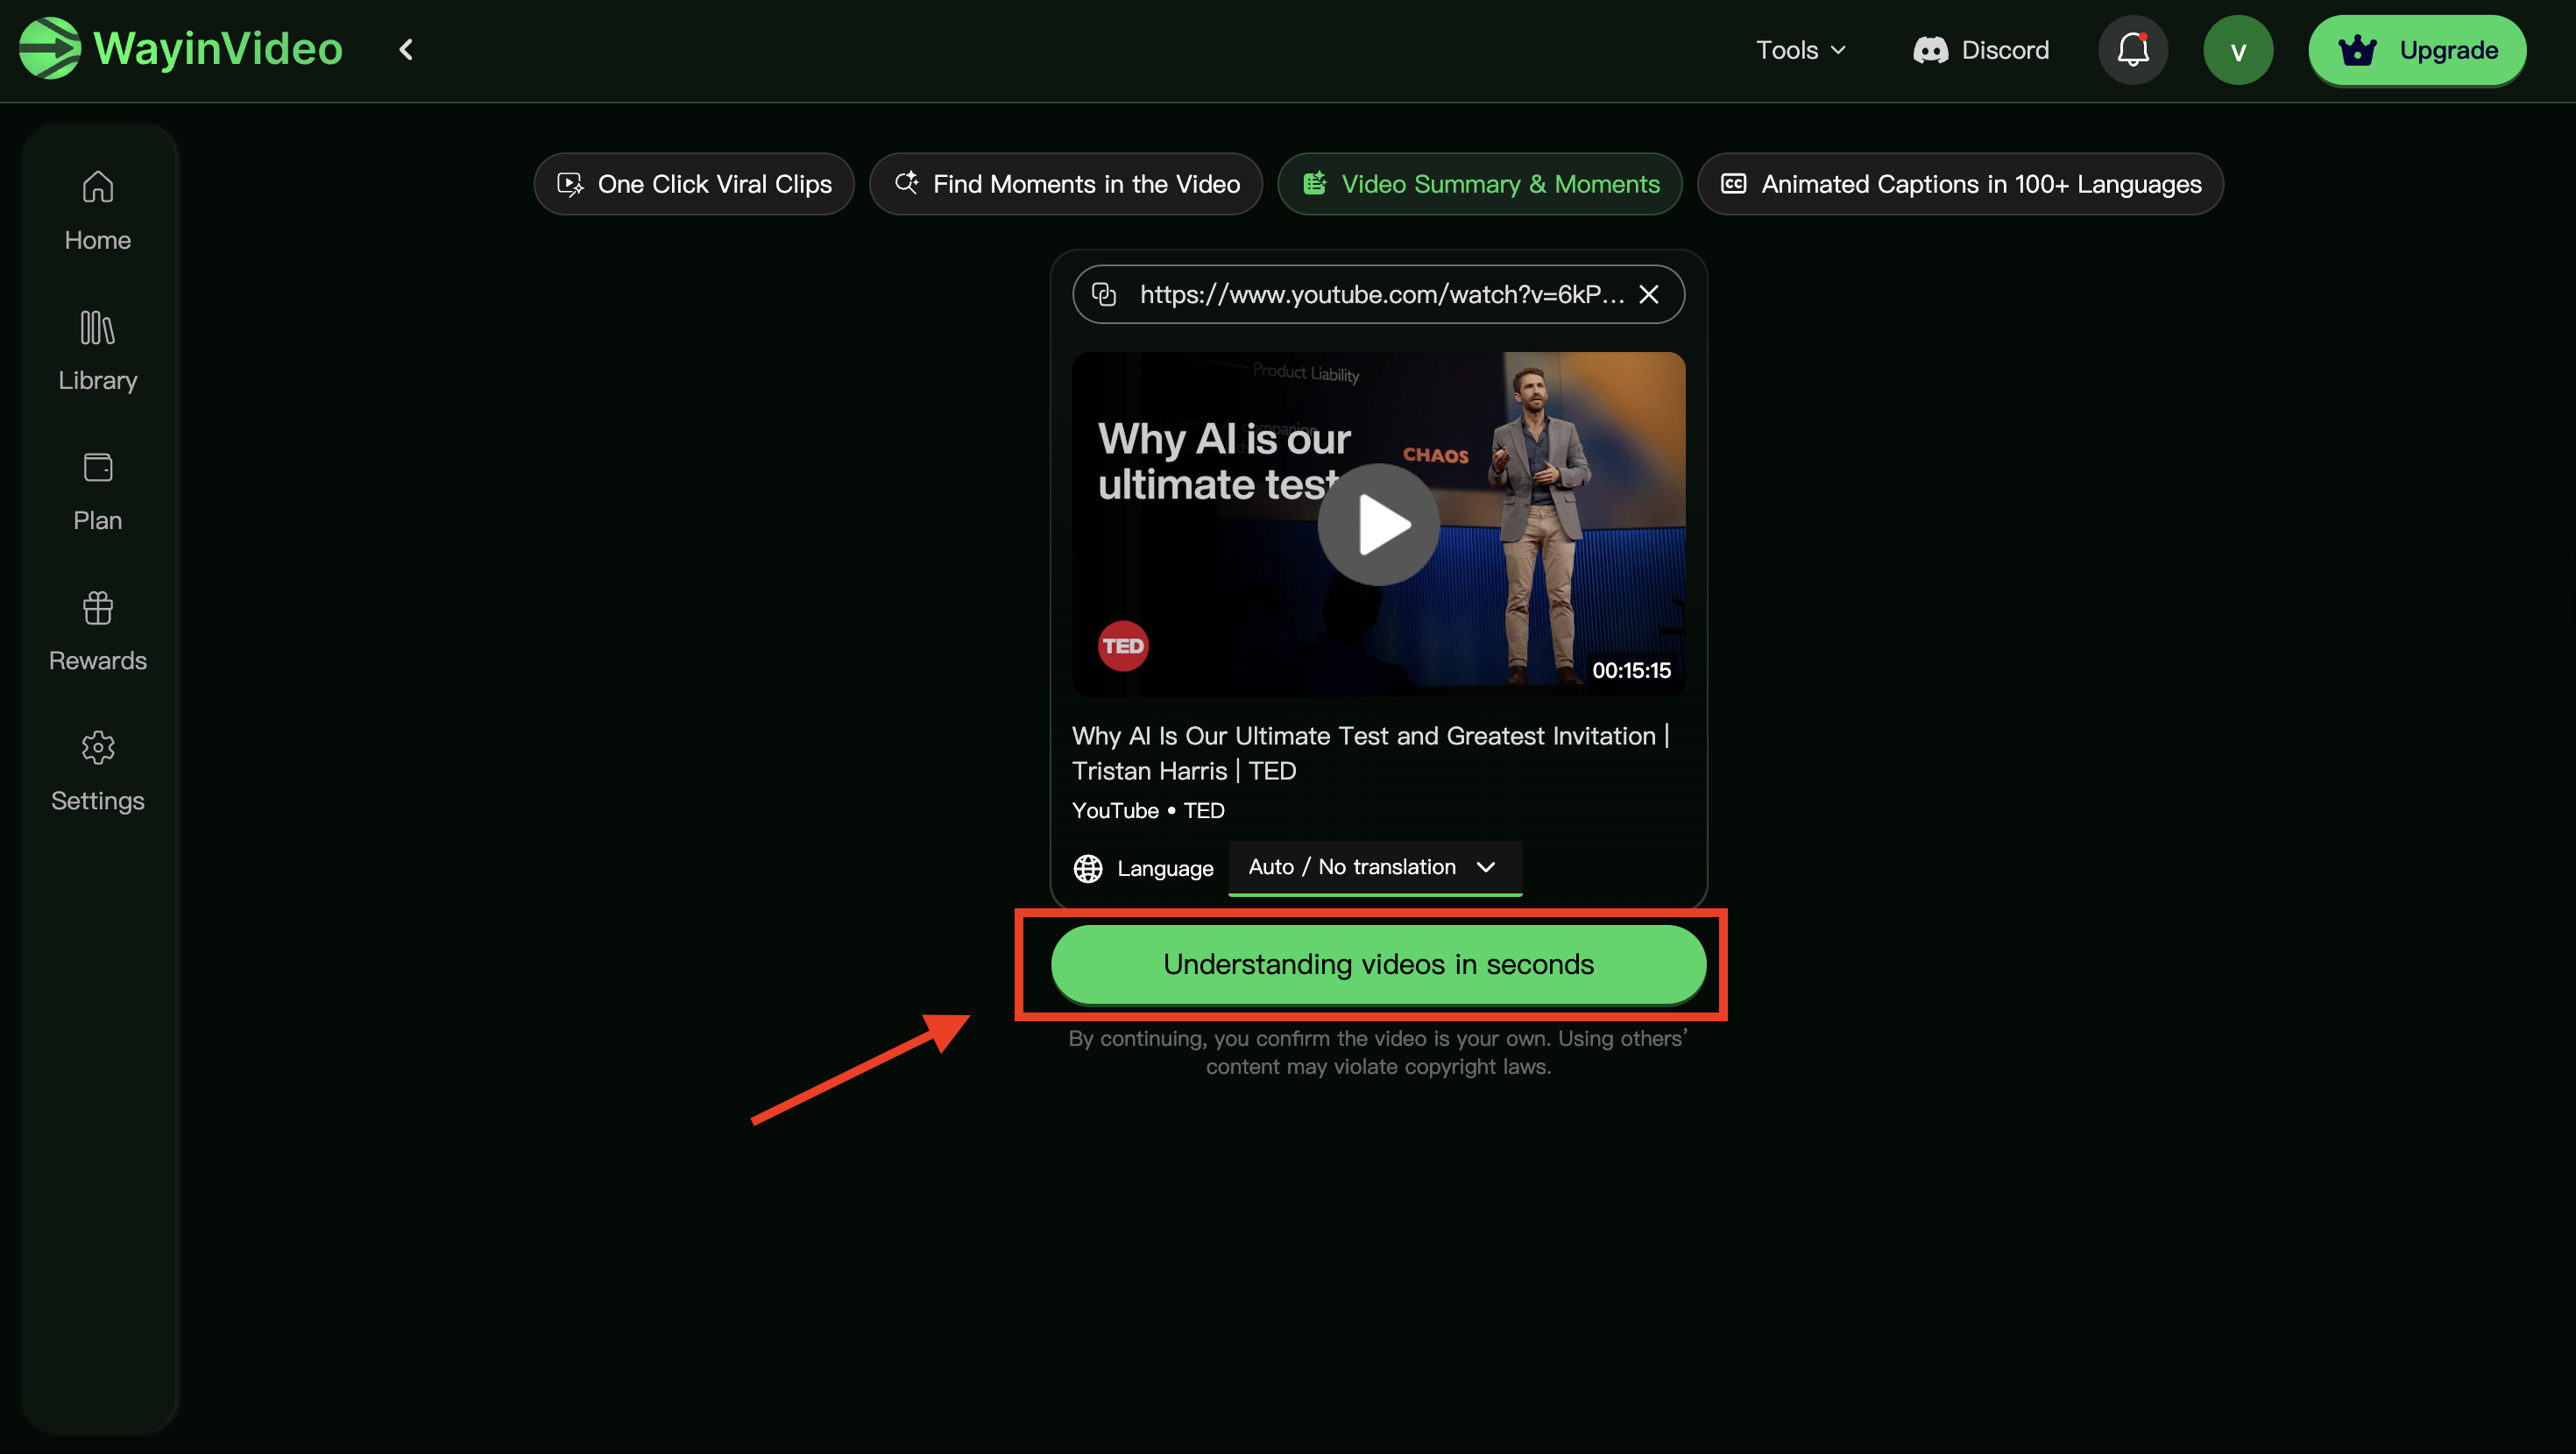 WayinVideo
Tools
Discord
V
Upgrade
Home
Library
Plan
Rewards
Settings
One Click Viral Clips
Find Moments in the Video
Video Summary & Moments
CC Animated Captions in 100+ Languages
https://www.youtube.com/watch?v=6kP...
Product Liability
Why AI is our
ultimate test
CHAOS
TED
00:15:15
Why AI Is Our Ultimate Test and Greatest Invitation |
Tristan Harris | TED
YouTube • TED
Language
Auto / No translation
Understanding videos in seconds
By continuing, you confirm the video is your own. Using others’
content may violate copyright laws.